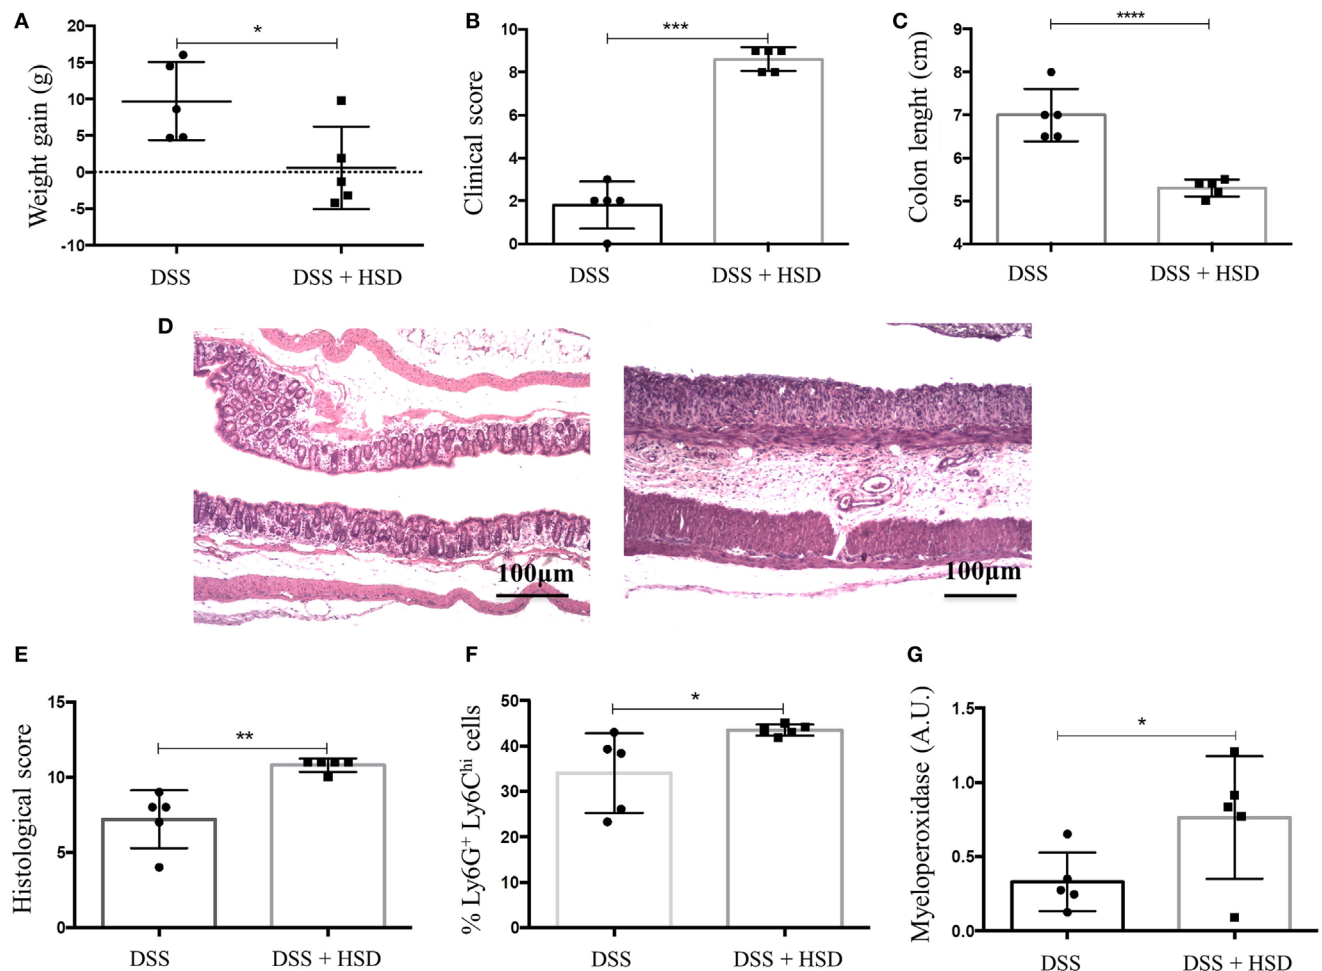 A
Weight gain (g)
20
15
10
5
0
-5
-10
*
DSS
DSS + HSD
B
Clinical score
10
8
6
4
2
0
***
DSS
DSS + HSD
C
Colon lenght (cm)
9
8
7
6
5
4
****
DSS
DSS + HSD
D
100µm
100µm
E
Histological score
15
10
5
0
**
DSS
DSS + HSD
F
% Ly6G+ Ly6Chi cells
50
40
30
20
10
0
*
DSS
DSS + HSD
G
Myeloperoxidase (A.U.)
1.5
1.0
0.5
0.0
*
DSS
DSS + HSD